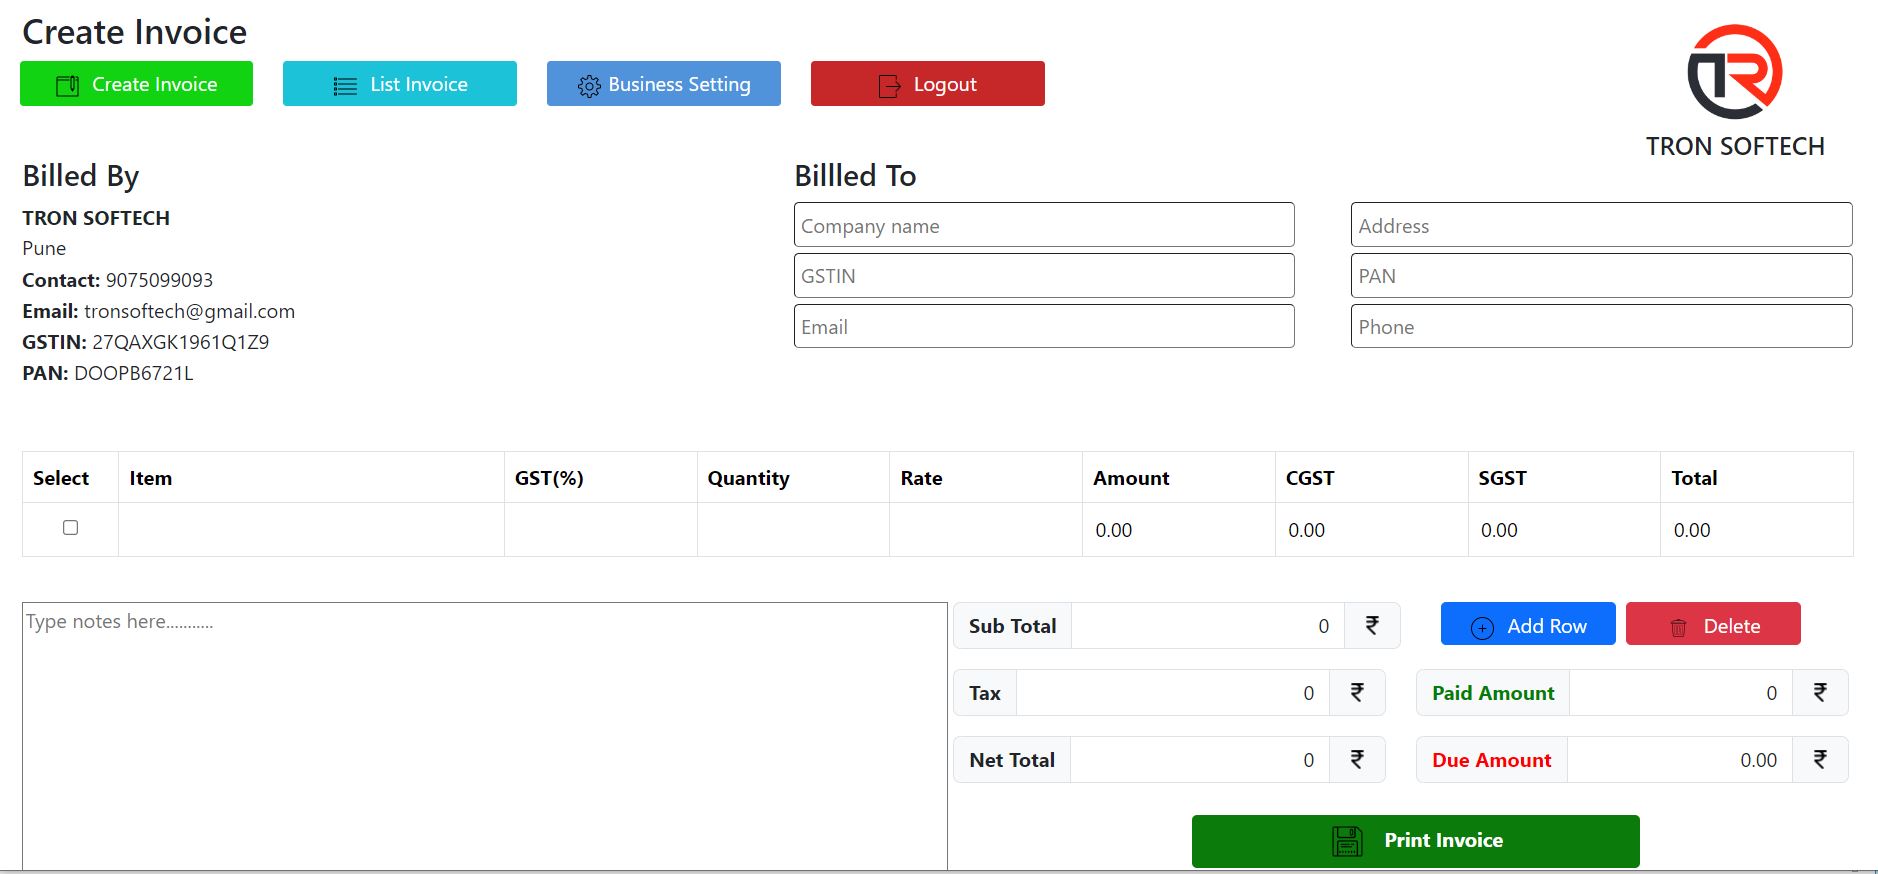 Create Invoice
Create Invoice
List Invoice
Business Setting
Logout
TR
TRON SOFTECH
Billed By
TRON SOFTECH
Pune
Contact: 9075099093
Email: tronsoftech@gmail.com
GSTIN: 27QAXGK1961Q1Z9
PAN: DOOPB6721L
Billled To
Company name
Address
GSTIN
PAN
Email
Phone
Select Item GST(%) Quantity Rate Amount CGST SGST Total
0.00 0.00 0.00 0.00
Type notes here...........
Sub Total 0 ₹
Add Row
Delete
Tax 0 ₹
Paid Amount 0 ₹
Net Total 0 ₹
Due Amount 0.00 ₹
Print Invoice